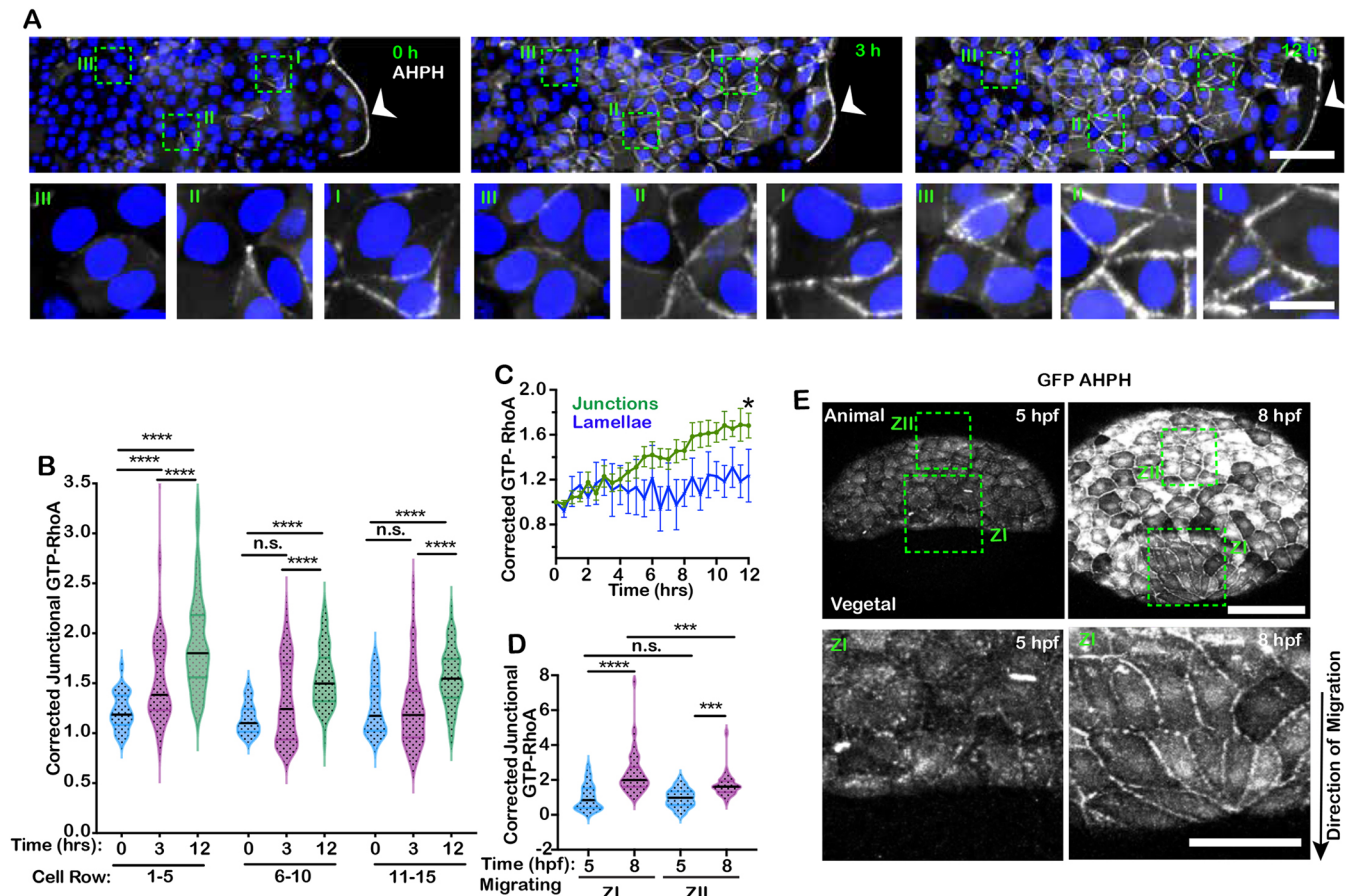 A
III
I
II
0 h
AHPH
III
I
II
3 h
III
I
II
12 h
III
II
I
III
II
I
III
II
I
B
Corrected Junctional GTP-RhoA
3.5
3.0
2.5
2.0
1.5
1.0
0.5
0.0
****
****
****
****
n.s.
****
****
n.s.
****
Time (hrs): 0 3 12 0 3 12 0 3 12
Cell Row: 1-5 6-10 11-15
C
Corrected GTP- RhoA
2.0
1.6
1.2
0.8
Junctions
Lamellae
*
0 2 4 6 8 10 12
Time (hrs)
D
Corrected Junctional
GTP-RhoA
8
6
4
2
0
-2
***
n.s.
****
***
Time (hpf): 5 8 5 8
Migrating ZI ZII
GFP AHPH
E
Animal
ZII
5 hpf
ZI
Vegetal
8 hpf
ZII
ZI
ZI
5 hpf
ZI
8 hpf
Direction of Migration